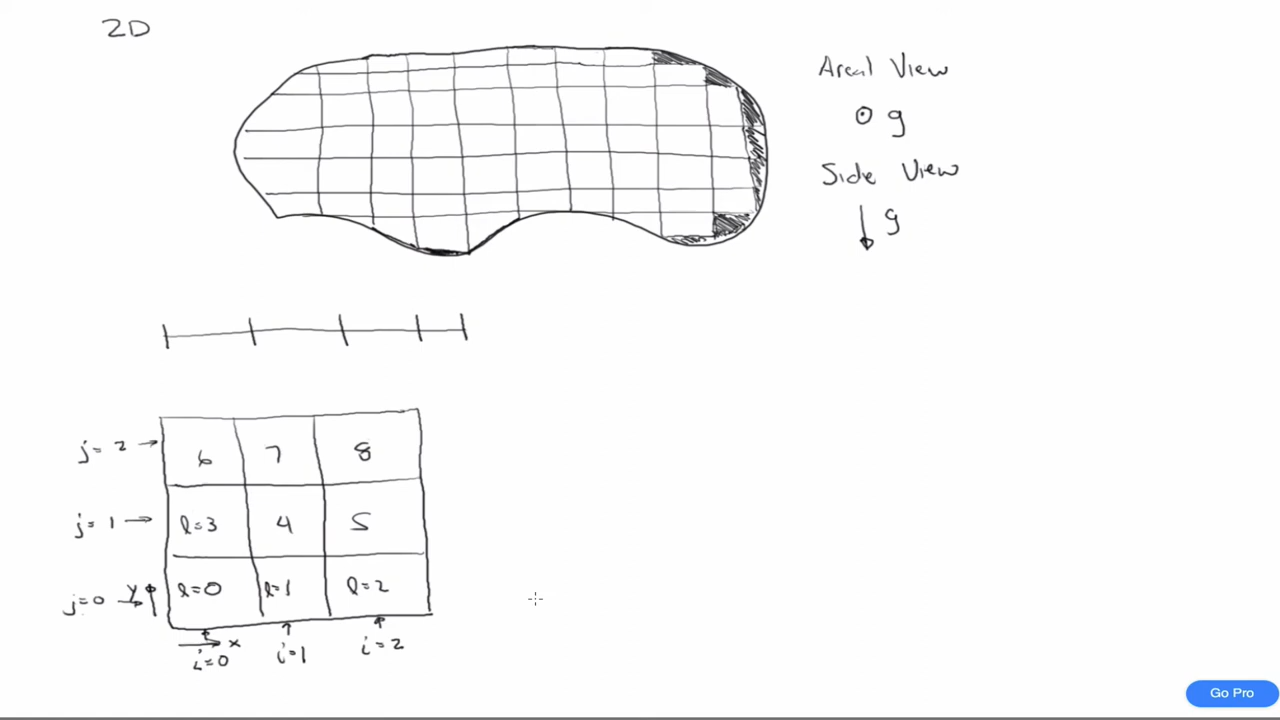 2D
Areal View
g
Side View
g
j=2
6 7 8
j=1
l=3 4 5
j=0
y
l=0 l=1 l=2
x
i=0 i=1 i=2
Go Pro